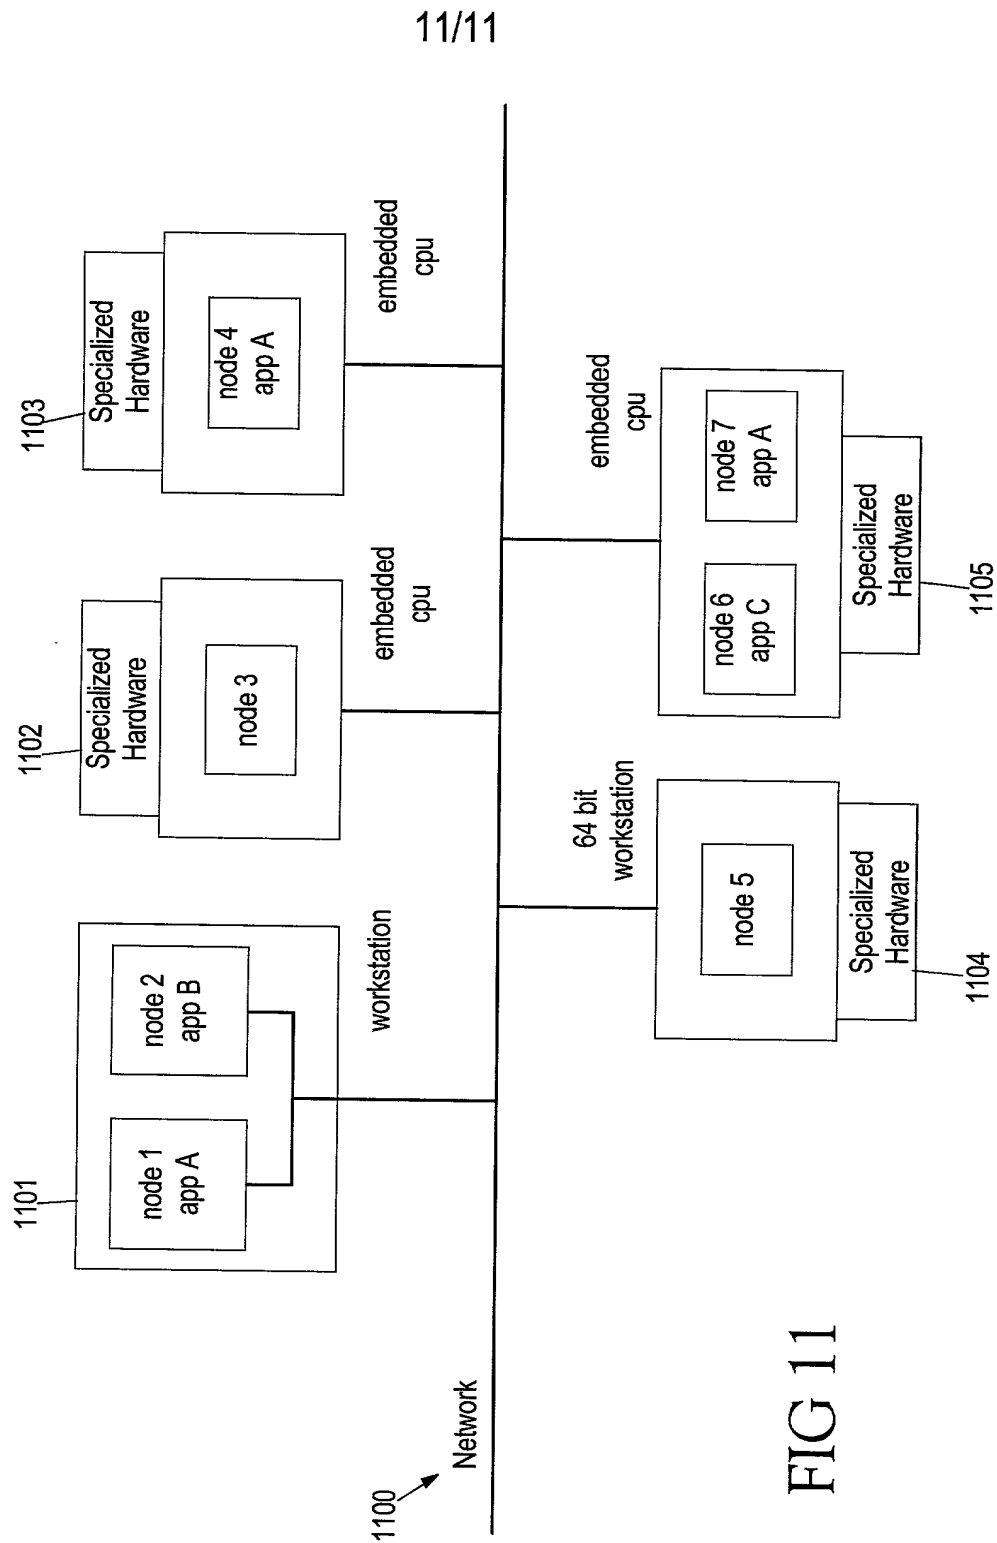 11/11
1101
node 1
app A
node 2
app B
workstation
1102
Specialized
Hardware
node 3
embedded
cpu
1103
Specialized
Hardware
node 4
app A
embedded
cpu
1100
Network
64 bit
workstation
node 5
Specialized
Hardware
1104
embedded
cpu
node 6
app C
node 7
app A
Specialized
Hardware
1105
FIG 11